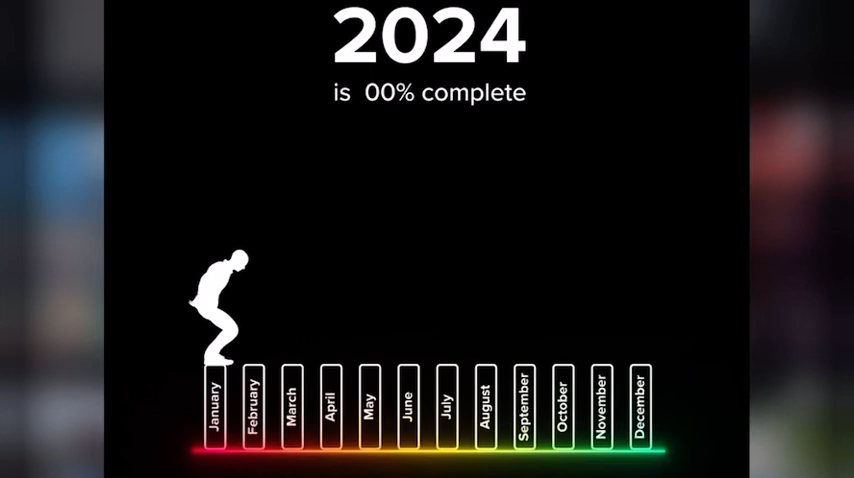 2024
is 00% complete
January
February
March
April
May
June
July
August
September
October
November
December